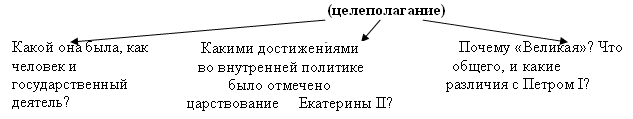 (целеполагание)
Какой она была, как
человек и
государственный
деятель?
Какими достижениями
во внутренней политике
было отмечено
царствование Екатерины II?
Почему «Великая»? Что
общего, и какие
различия с Петром I?